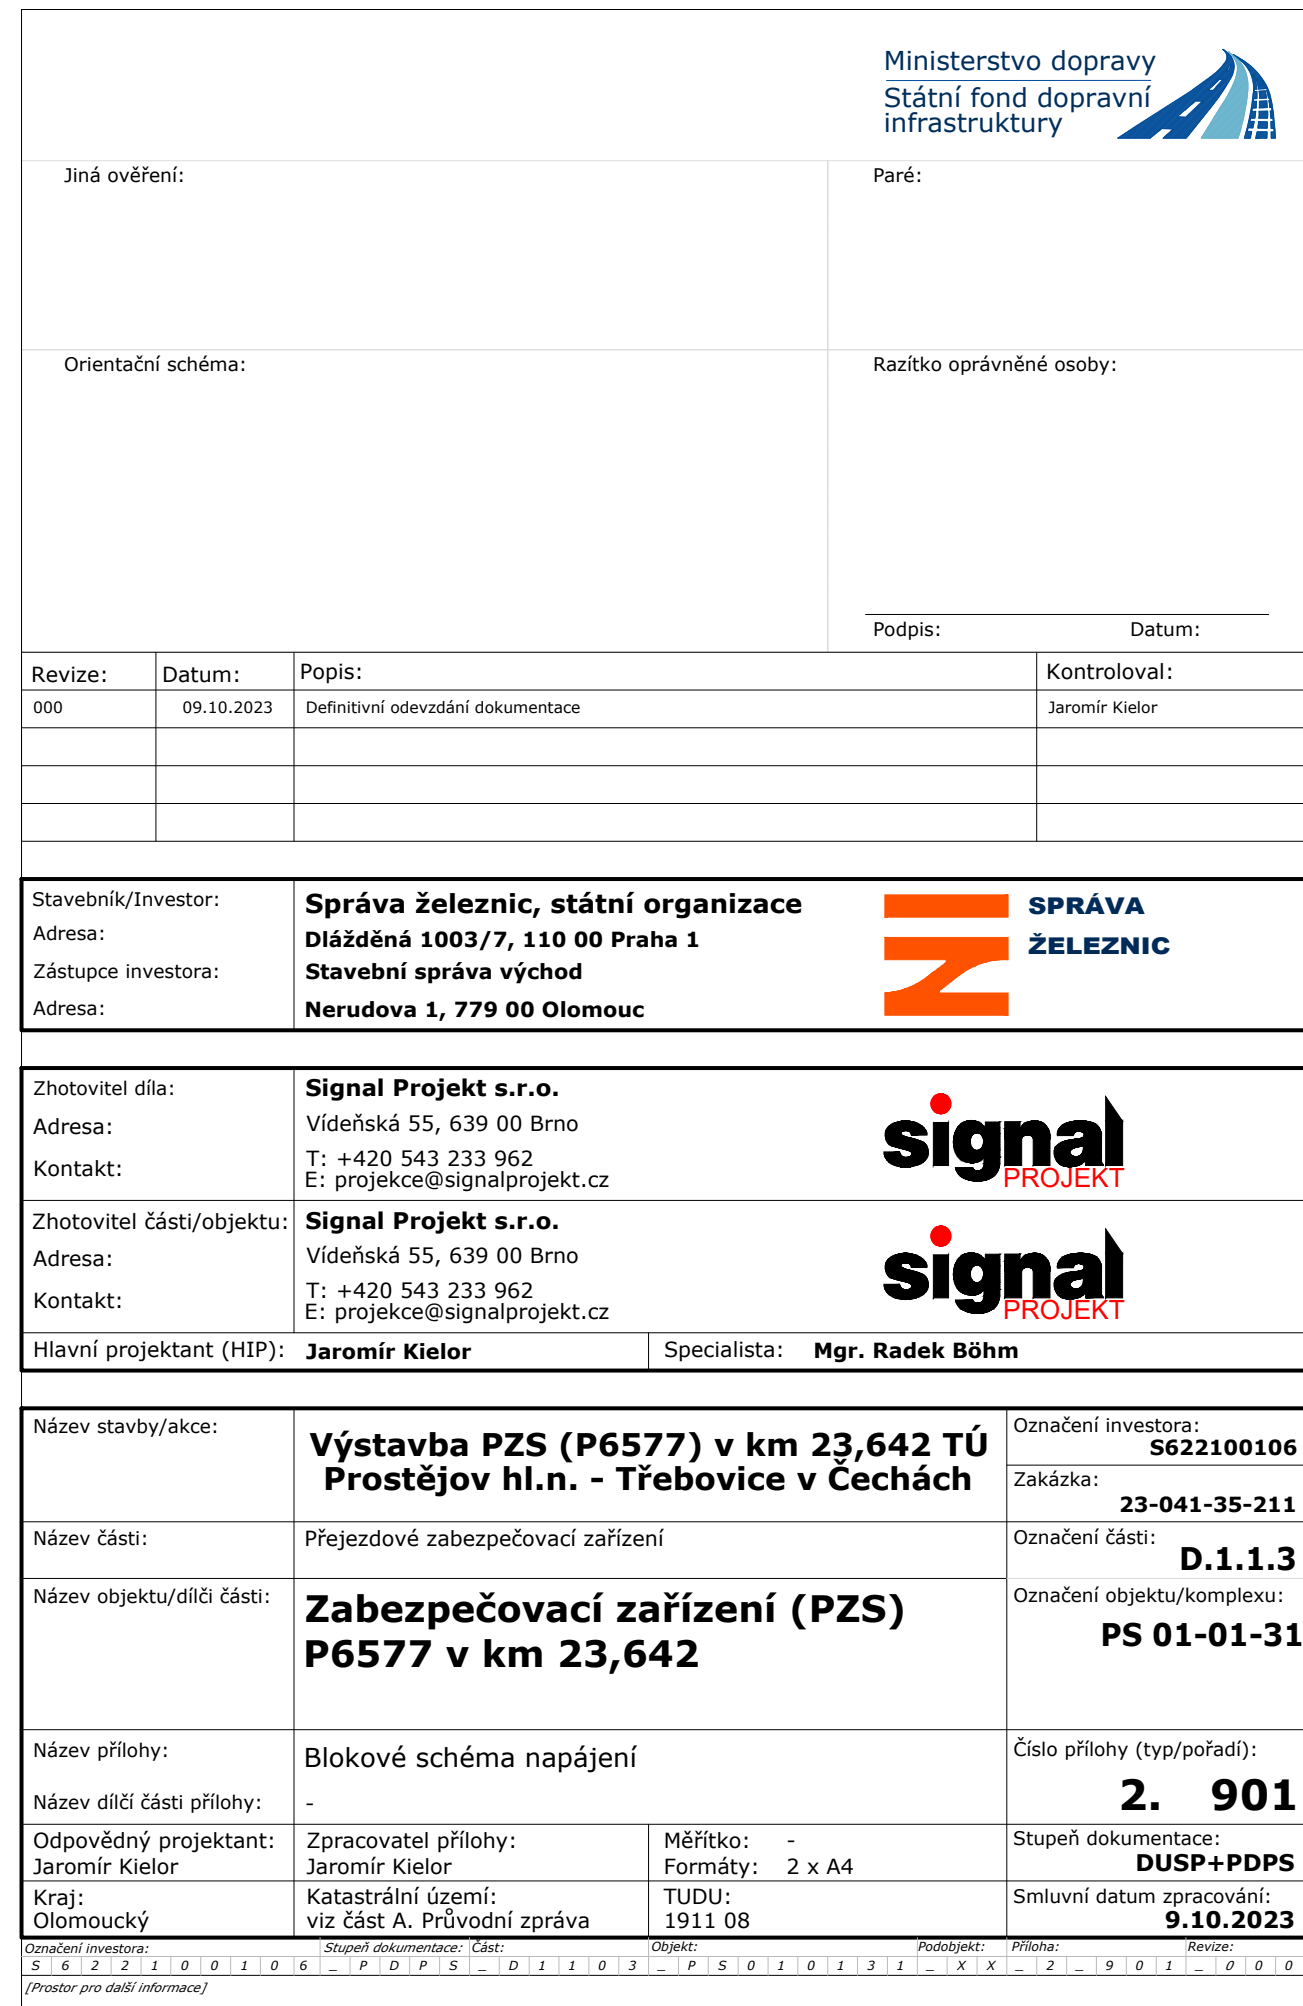 Ministerstvo dopravy
Státní fond dopravní
infrastruktury
Jiná ověření:
Paré:
Orientační schéma:
Razítko oprávněné osoby:
Podpis: Datum:
Revize: Datum: Popis: Kontroloval:
000 09.10.2023 Definitivní odevzdání dokumentace Jaromír Kielor
Stavebník/Investor: Správa železnic, státní organizace
Adresa: Dlážděná 1003/7, 110 00 Praha 1
Zástupce investora: Stavební správa východ
Adresa: Nerudova 1, 779 00 Olomouc
SPRÁVA
ŽELEZNIC
Zhotovitel díla: Signal Projekt s.r.o.
Adresa: Vídeňská 55, 639 00 Brno
Kontakt: T: +420 543 233 962
E: projekce@signalprojekt.cz
signal
PROJEKT
Zhotovitel části/objektu: Signal Projekt s.r.o.
Adresa: Vídeňská 55, 639 00 Brno
Kontakt: T: +420 543 233 962
E: projekce@signalprojekt.cz
signal
PROJEKT
Hlavní projektant (HIP): Jaromír Kielor Specialista: Mgr. Radek Böhm
Název stavby/akce:
Výstavba PZS (P6577) v km 23,642 TÚ
Prostějov hl.n. - Třebovice v Čechách
Označení investora:
S622100106
Zakázka:
23-041-35-211
Název části: Přejezdové zabezpečovací zařízení
Označení části:
D.1.1.3
Název objektu/dílči části:
Zabezpečovací zařízení (PZS)
P6577 v km 23,642
Označení objektu/komplexu:
PS 01-01-31
Název přílohy: Blokové schéma napájení
Číslo přílohy (typ/pořadí):
2. 901
Název dílčí části přílohy: -
Odpovědný projektant:
Jaromír Kielor
Zpracovatel přílohy:
Jaromír Kielor
Měřítko: -
Formáty: 2 x A4
Stupeň dokumentace:
DUSP+PDPS
Kraj:
Olomoucký
Katastrální území:
viz část A. Průvodní zpráva
TUDU:
1911 08
Smluvní datum zpracování:
9.10.2023
Označení investora: Stupeň dokumentace: Část: Objekt: Podobjekt: Příloha: Revize:
S 6 2 2 1 0 0 1 0 6 _ P D P S _ D 1 1 0 3 _ P S 0 1 0 1 3 1 _ X X _ 2 _ 9 0 1 _ 0 0 0
[Prostor pro další informace]